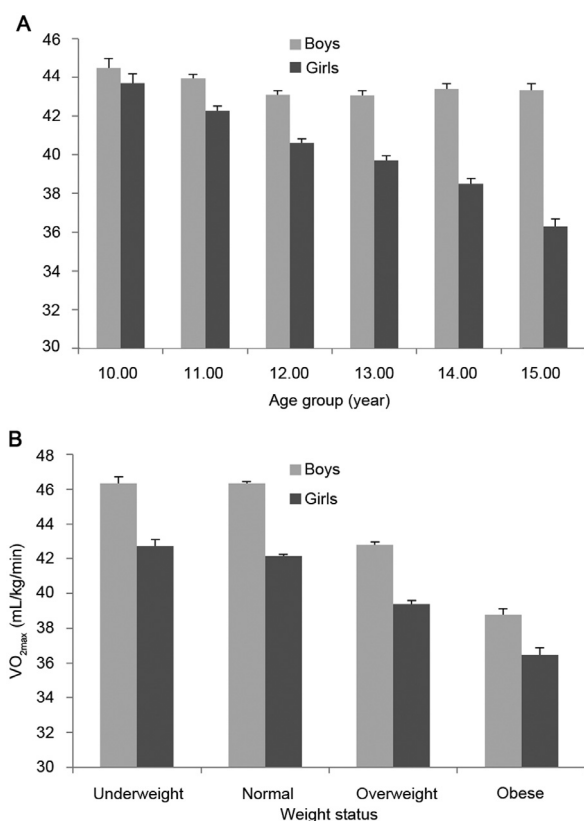 A
46
44
42
40
38
36
34
32
30
Boys
Girls
10.00 11.00 12.00 13.00 14.00 15.00
Age group (year)
B
48
46
44
42
40
39
38
36
34
32
30
VO2max (mL/kg/min)
Boys
Girls
Underweight Normal Overweight Obese
Weight status